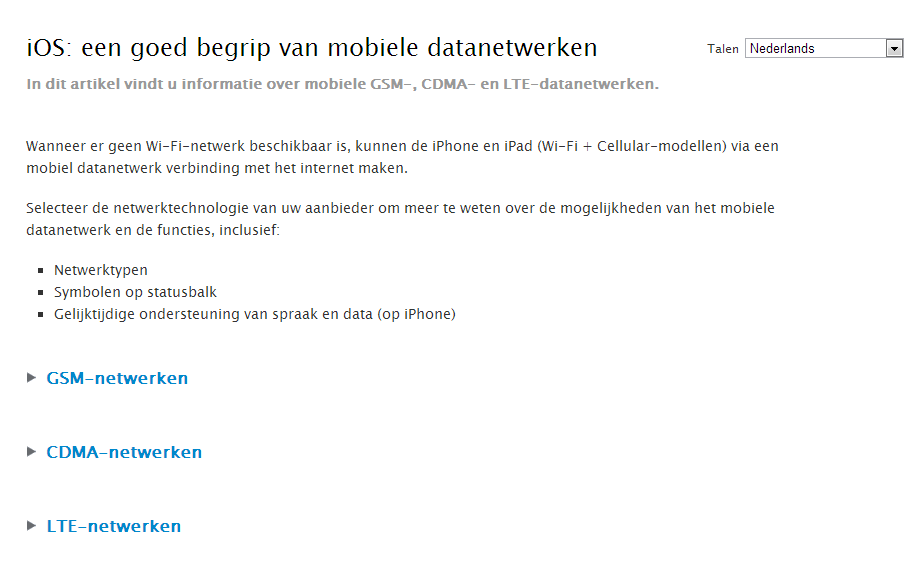 iOS: een goed begrip van mobiele datanetwerken
Talen Nederlands
In dit artikel vindt u informatie over mobiele GSM-, CDMA- en LTE-datanetwerken.
Wanneer er geen Wi-Fi-netwerk beschikbaar is, kunnen de iPhone en iPad (Wi-Fi + Cellular-modellen) via een
mobiel datanetwerk verbinding met het internet maken.
Selecteer de netwerktechnologie van uw aanbieder om meer te weten over de mogelijkheden van het mobiele
datanetwerk en de functies, inclusief:
Netwerktypen
Symbolen op statusbalk
Gelijktijdige ondersteuning van spraak en data (op iPhone)
GSM-netwerken
CDMA-netwerken
LTE-netwerken